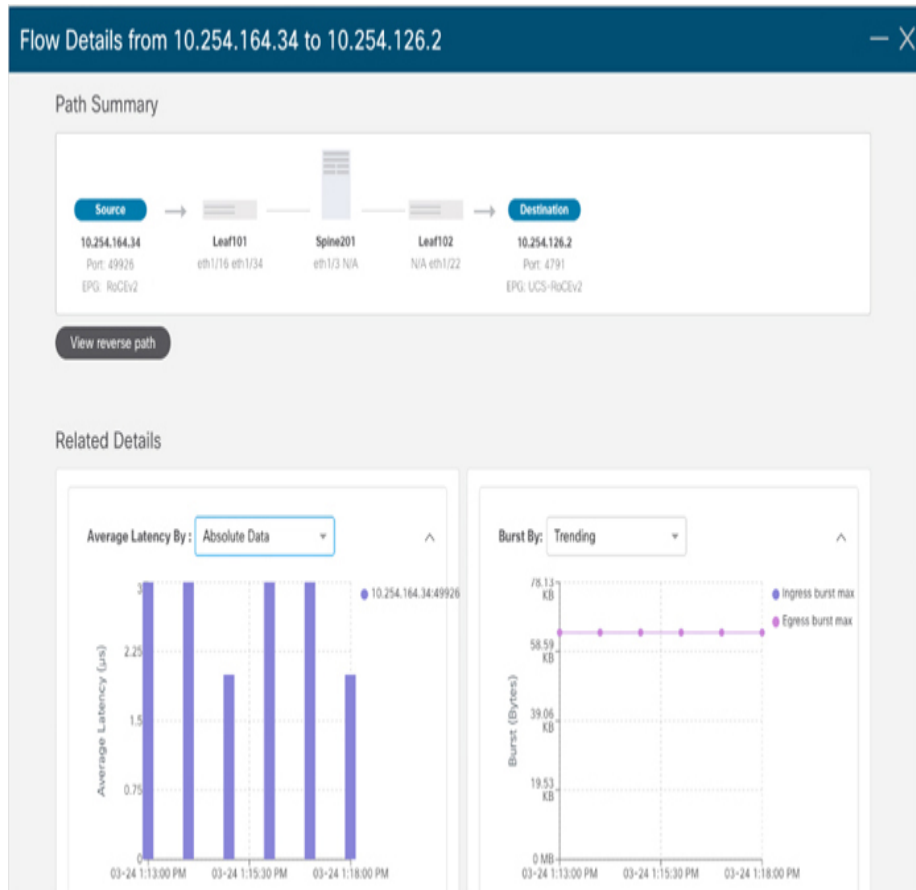 Flow Details from 10.254.164.34 to 10.254.126.2
Path Summary
Source
Destination
10.254.164.34
Leaf101
Spine201
Leaf102
10.254.126.2
Port: 49926
eth1/16 eth1/34
eth1/3 N/A
N/A eth1/22
Port: 4791
EPG: RoCEv2
EPG: UCS-RoCEv2
View reverse path
Related Details
Average Latency By :
Absolute Data
3
2.25
1.5
0.75
0
Average Latency (µs)
03-24 1:13:00 PM
03-24 1:15:30 PM
03-24 1:18:00 PM
10.254.164.34:49926
Burst By:
Trending
78.13
KB
58.59
KB
39.06
KB
19.53
KB
0 MB
Burst (Bytes)
03-24 1:13:00 PM
03-24 1:15:30 PM
03-24 1:18:00 PM
Ingress burst max
Egress burst max